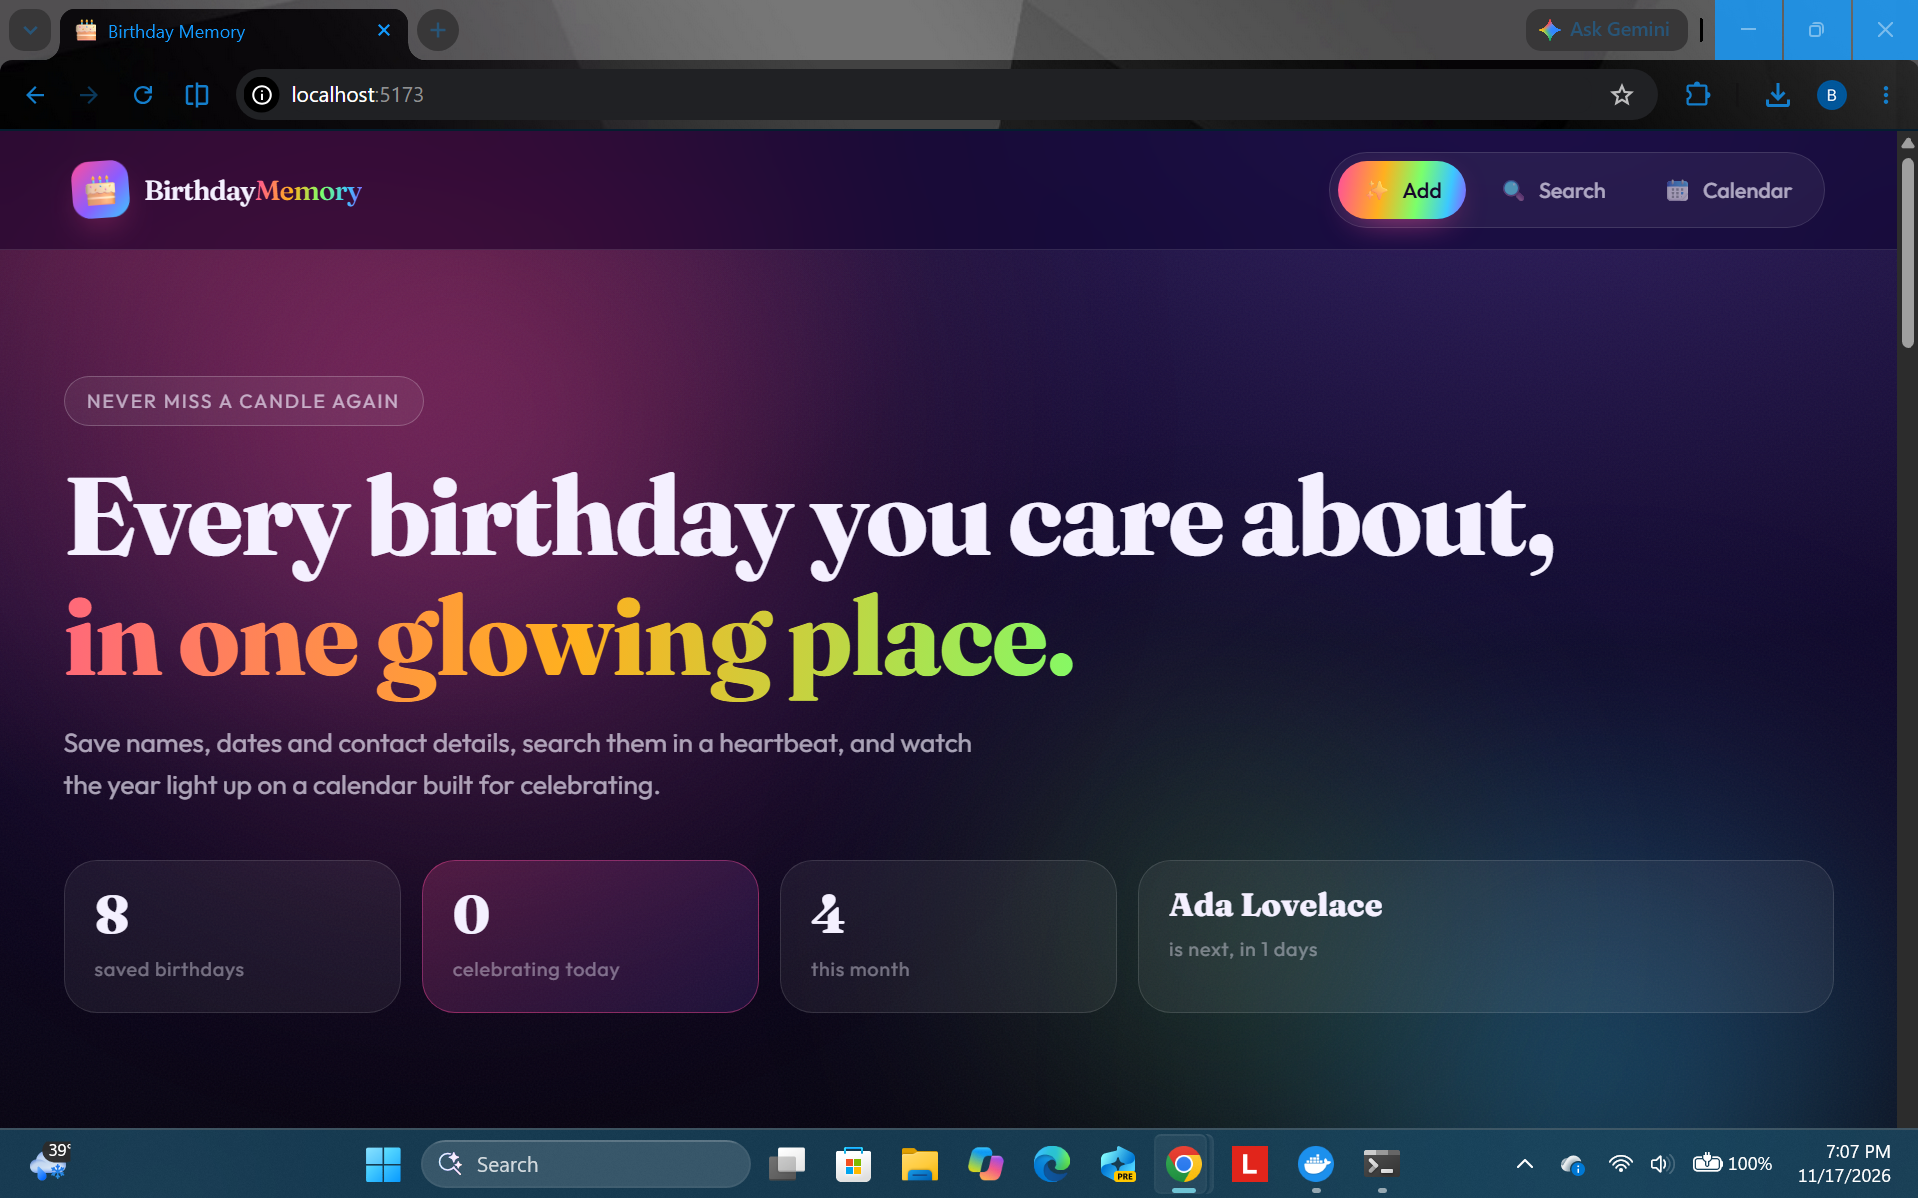 Birthday Memory
Ask Gemini
localhost:5173
BirthdayMemory
Add
Search
Calendar
NEVER MISS A CANDLE AGAIN
Every birthday you care about,
in one glowing place.
Save names, dates and contact details, search them in a heartbeat, and watch
the year light up on a calendar built for celebrating.
8
saved birthdays
0
celebrating today
4
this month
Ada Lovelace
is next, in 1 days
39°
Search
PRE
L
100%
7:07 PM
11/17/2026
B